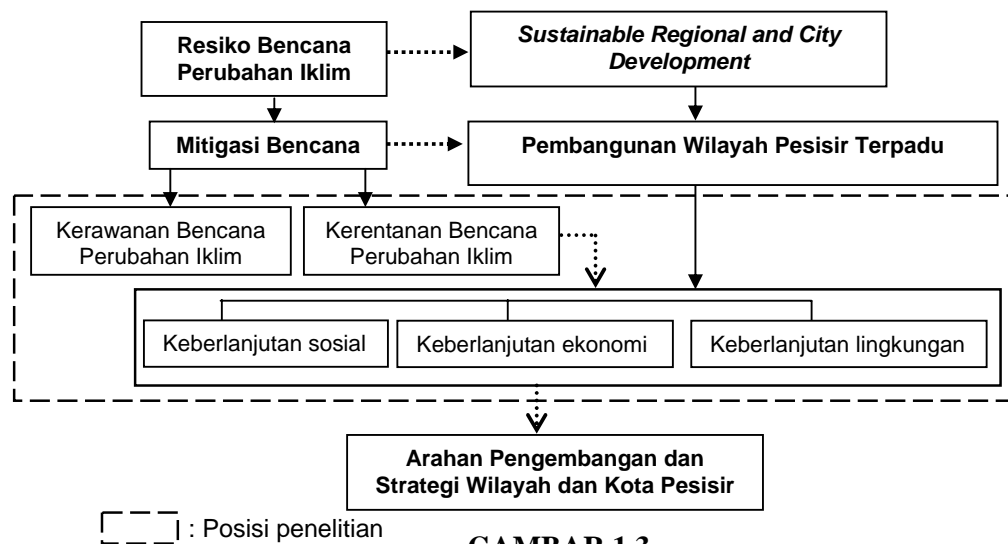 Resiko Bencana
Perubahan Iklim
Sustainable Regional and City
Development
Mitigasi Bencana
Pembangunan Wilayah Pesisir Terpadu
Kerawanan Bencana
Perubahan Iklim
Kerentanan Bencana
Perubahan Iklim
Keberlanjutan sosial
Keberlanjutan ekonomi
Keberlanjutan lingkungan
Arahan Pengembangan dan
Strategi Wilayah dan Kota Pesisir
: Posisi penelitian
GAMBAR 1.3